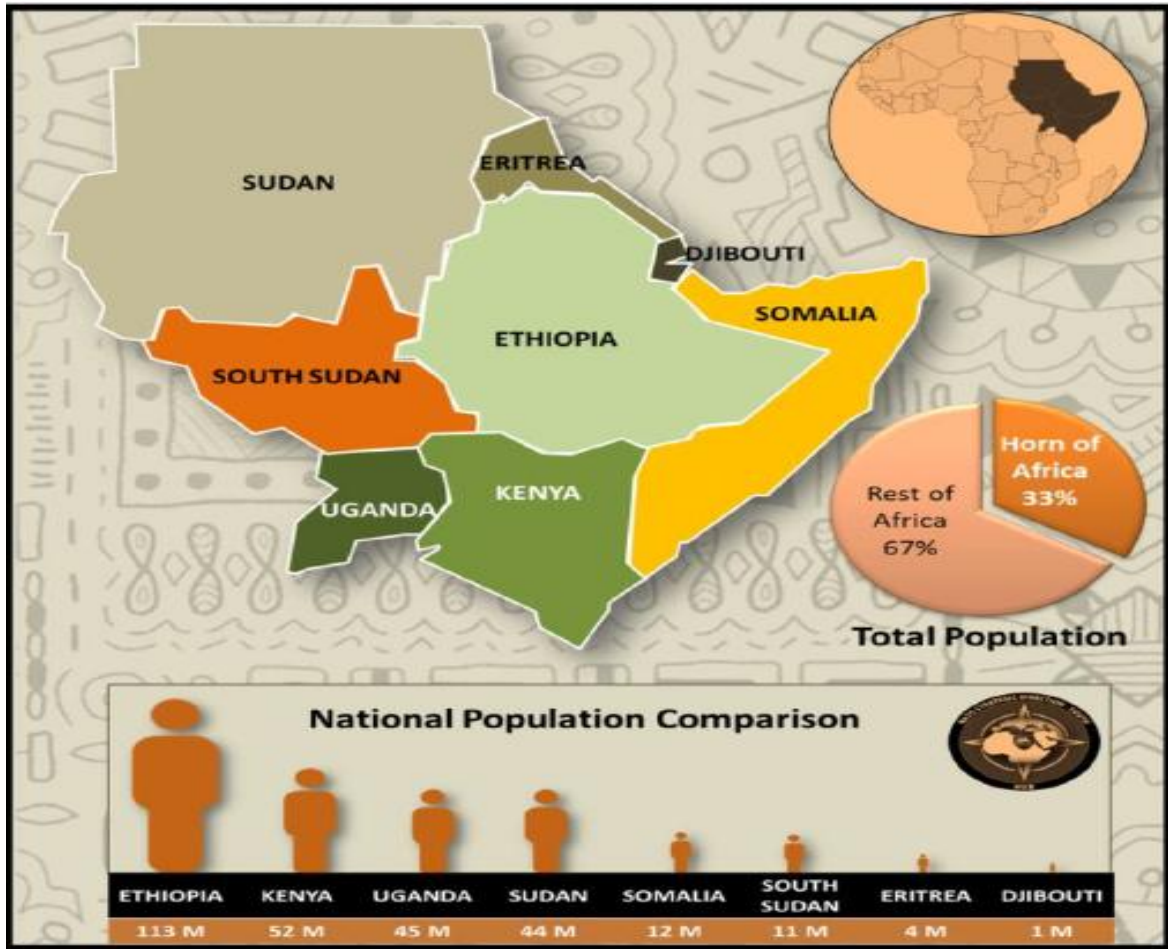 SUDAN
ERITREA
DJIBOUTI
SOMALIA
ETHIOPIA
SOUTH SUDAN
UGANDA
KENYA
Horn of
Africa
33%
Rest of
Africa
67%
Total Population
National Population Comparison
ETHIOPIA KENYA UGANDA SUDAN SOMALIA SOUTH SUDAN ERITREA DJIBOUTI
113 M 52 M 45 M 44 M 12 M 11 M 4 M 1 M